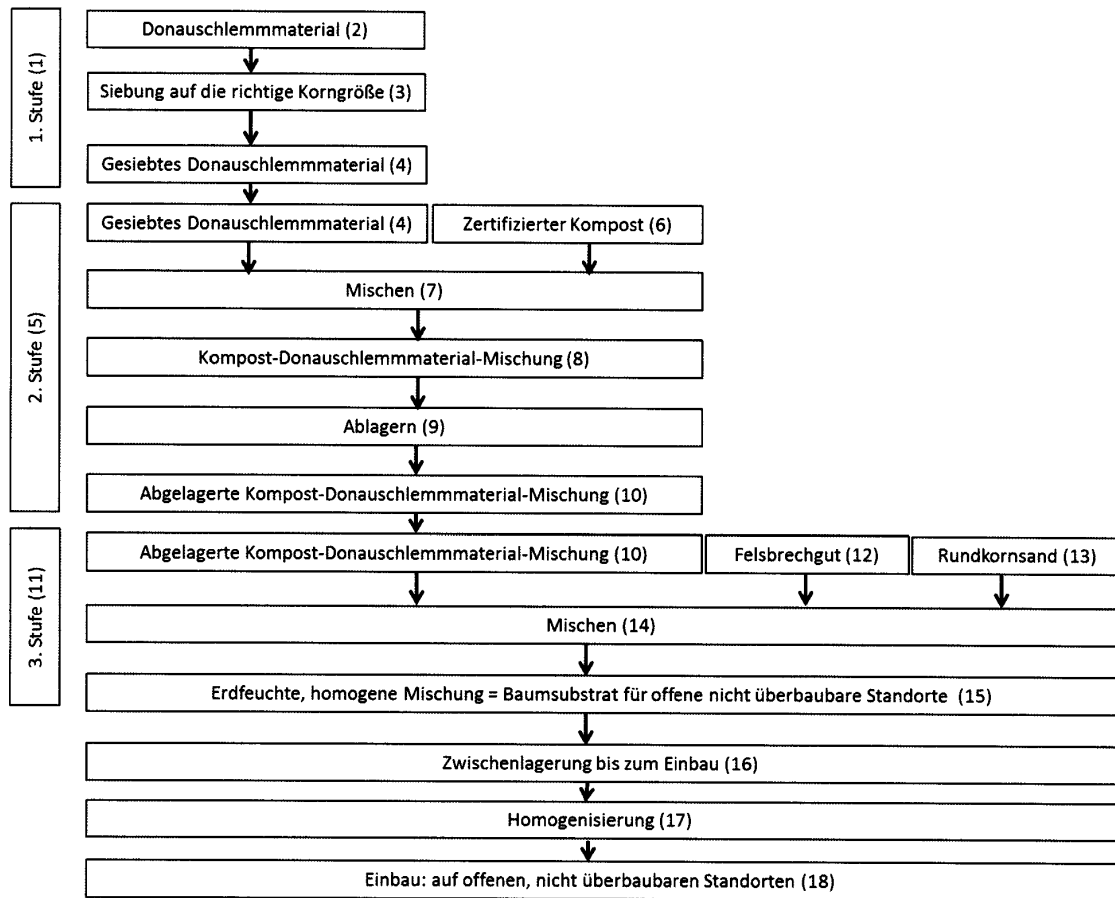 1. Stufe (1)
Donauschlemmmaterial (2)
Siebung auf die richtige Korngröße (3)
Gesiebtes Donauschlemmmaterial (4)
2. Stufe (5)
Gesiebtes Donauschlemmmaterial (4)
Zertifizierter Kompost (6)
Mischen (7)
Kompost-Donauschlemmmaterial-Mischung (8)
Ablagern (9)
Abgelagerte Kompost-Donauschlemmmaterial-Mischung (10)
3. Stufe (11)
Abgelagerte Kompost-Donauschlemmmaterial-Mischung (10)
Felsbrechgut (12)
Rundkornsand (13)
Mischen (14)
Erdfeuchte, homogene Mischung = Baumsubstrat für offene nicht überbaubare Standorte (15)
Zwischenlagerung bis zum Einbau (16)
Homogenisierung (17)
Einbau: auf offenen, nicht überbaubaren Standorten (18)